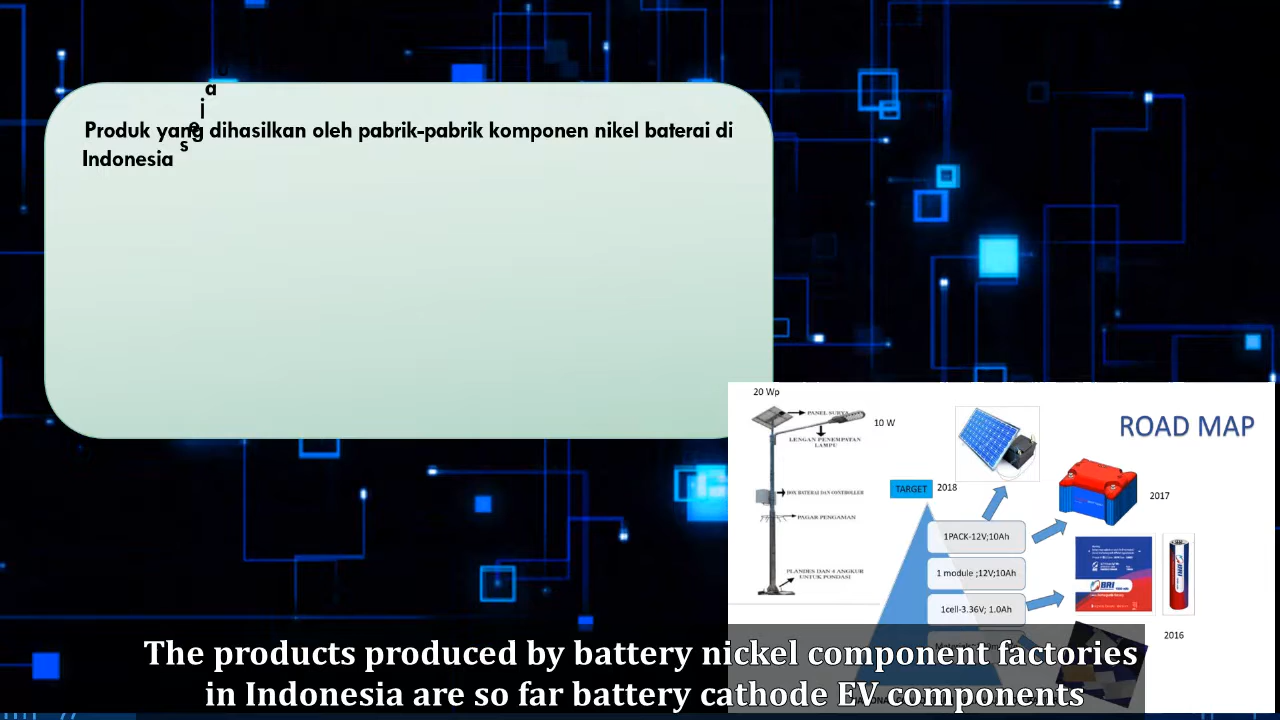 Produk yang dihasilkan oleh pabrik-pabrik komponen nikel baterai di
Indonesia
s
a
j
a
20 Wp
PANEL SURYA
10 W
LENGAN PENEMPATAN
LAMPU
ROAD MAP
TARGET
2018
2017
BOX BATERAI DAN CONTROLLER
PAGAR PENGAMAN
1PACK-12V;10Ah
1 module ;12V;10Ah
1cell-3.36V; 1.0Ah
BRI
BRI
PLANDES DAN 4 ANGKUR
UNTUK PONDASI
2016
The products produced by battery nickel component factories
in Indonesia are so far battery cathode EV components